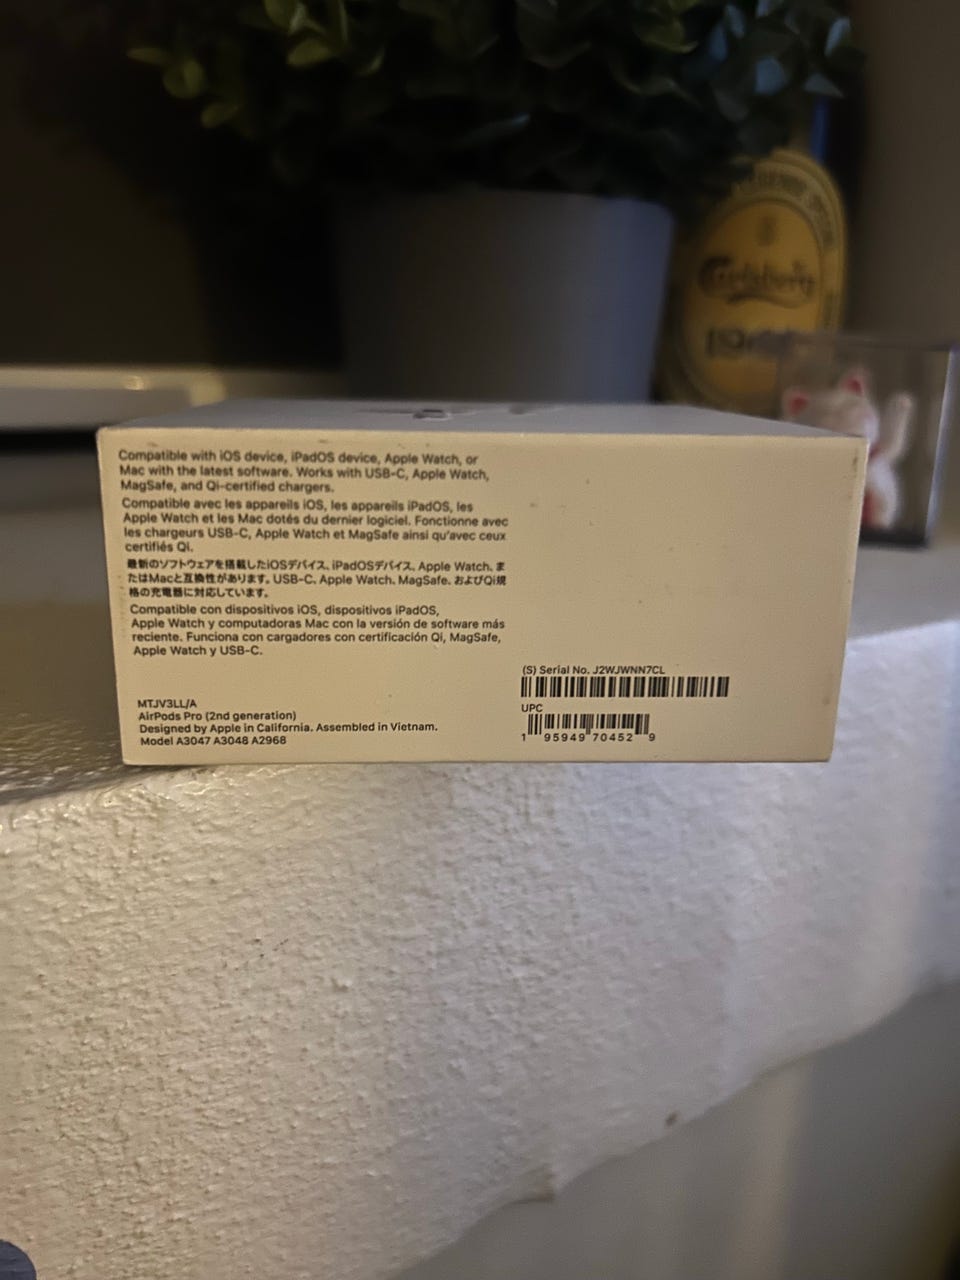 Carlsberg
Compatible with iOS device, iPadOS device, Apple Watch, or
Mac with the latest software. Works with USB-C, Apple Watch,
MagSafe, and Qi-certified chargers.
Compatible avec les appareils iOS, les appareils iPadOS, les
Apple Watch et les Mac dotés du dernier logiciel. Fonctionne avec
les chargeurs USB-C, Apple Watch et MagSafe ainsi qu'avec ceux
certifiés Qi.
最新のソフトウェアを搭載したiOSデバイス、iPadOSデバイス、Apple Watch、ま
たはMacと互換性があります。USB-C、Apple Watch、MagSafe、およびQi規
格の充電器に対応しています。
Compatible con dispositivos iOS, dispositivos iPadOS,
Apple Watch y computadoras Mac con la versión de software más
reciente. Funciona con cargadores con certificación Qi, MagSafe,
Apple Watch y USB-C.
MTJV3LL/A
AirPods Pro (2nd generation)
Designed by Apple in California. Assembled in Vietnam.
Model A3047 A3048 A2968
(S) Serial No. J2WJWNN7CL
UPC
1 95949 70452 9